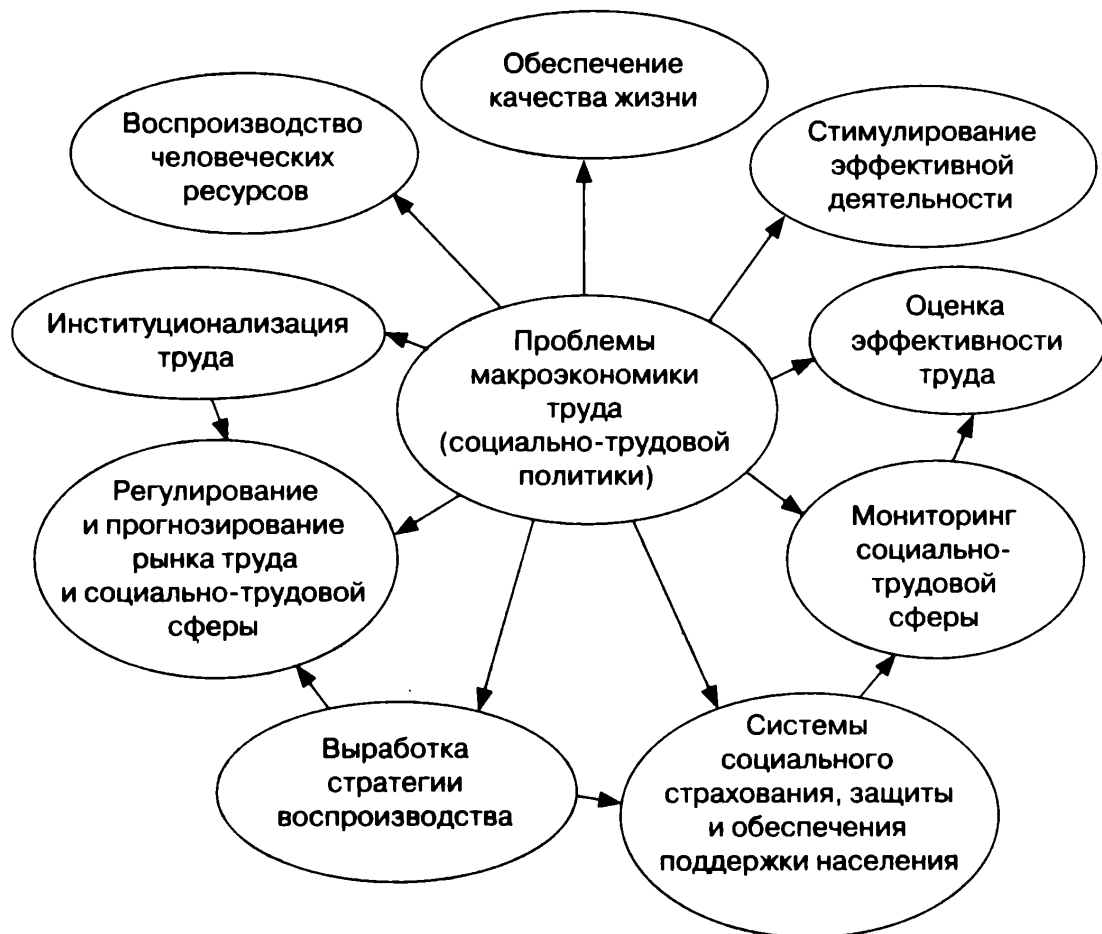 Обеспечение
качества жизни
Воспроизводство
человеческих
ресурсов
Стимулирование
эффективной
деятельности
Институционализация
труда
Проблемы
макроэкономики
труда
(социально-трудовой
политики)
Оценка
эффективности
труда
Регулирование
и прогнозирование
рынка труда
и социально-трудовой
сферы
Мониторинг
социально-
трудовой
сферы
Выработка
стратегии
воспроизводства
Системы
социального
страхования, защиты
и обеспечения
поддержки населения